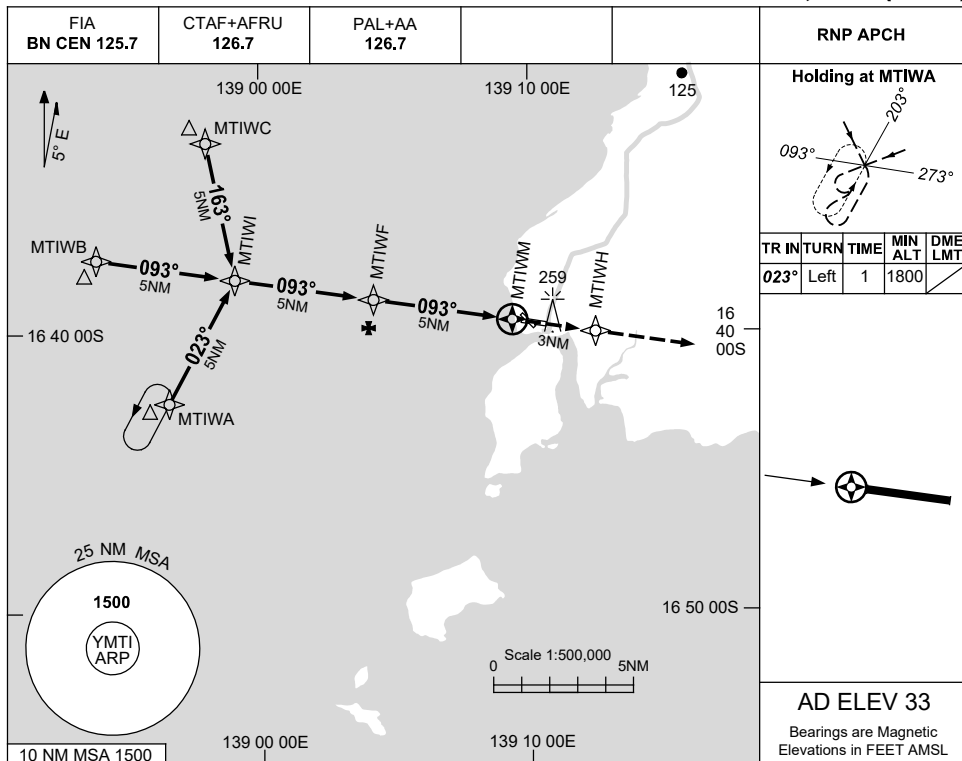 FIA
BN CEN 125.7
CTAF+AFRU
126.7
PAL+AA
126.7
RNP APCH
139 00 00E
139 10 00E
125
5° E
MTIWC
163°
5NM
MTIWB
093°
5NM
MTIWI
093°
5NM
MTIWF
093°
5NM
MTIWM
259
MTIWH
3NM
16 40 00S
16
40
00S
023°
5NM
MTIWA
25 NM MSA
1500
YMTI
ARP
10 NM MSA 1500
16 50 00S
Scale 1:500,000
0
5NM
139 00 00E
139 10 00E
Holding at MTIWA
203°
093°
273°
TR IN TURN TIME MIN ALT DME LMT
023° Left 1 1800
AD ELEV 33
Bearings are Magnetic
Elevations in FEET AMSL